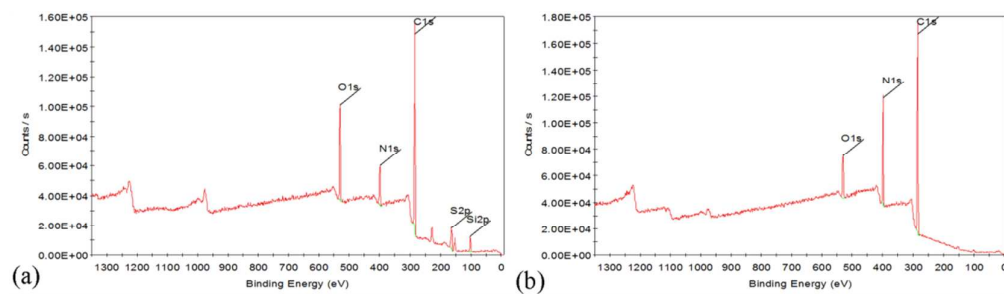 1.60E+05
1.40E+05
1.20E+05
1.00E+05
8.00E+04
6.00E+04
4.00E+04
2.00E+04
0.00E+00
Counts / s
C1s
O1s
N1s
S2p
Si2p
1300 1200 1100 1000 900 800 700 600 500 400 300 200 100 0
Binding Energy (eV)
(a)
1.80E+05
1.60E+05
1.40E+05
1.20E+05
1.00E+05
8.00E+04
6.00E+04
4.00E+04
2.00E+04
0.00E+00
Counts / s
C1s
N1s
O1s
1300 1200 1100 1000 900 800 700 600 500 400 300 200 100 0
Binding Energy (eV)
(b)